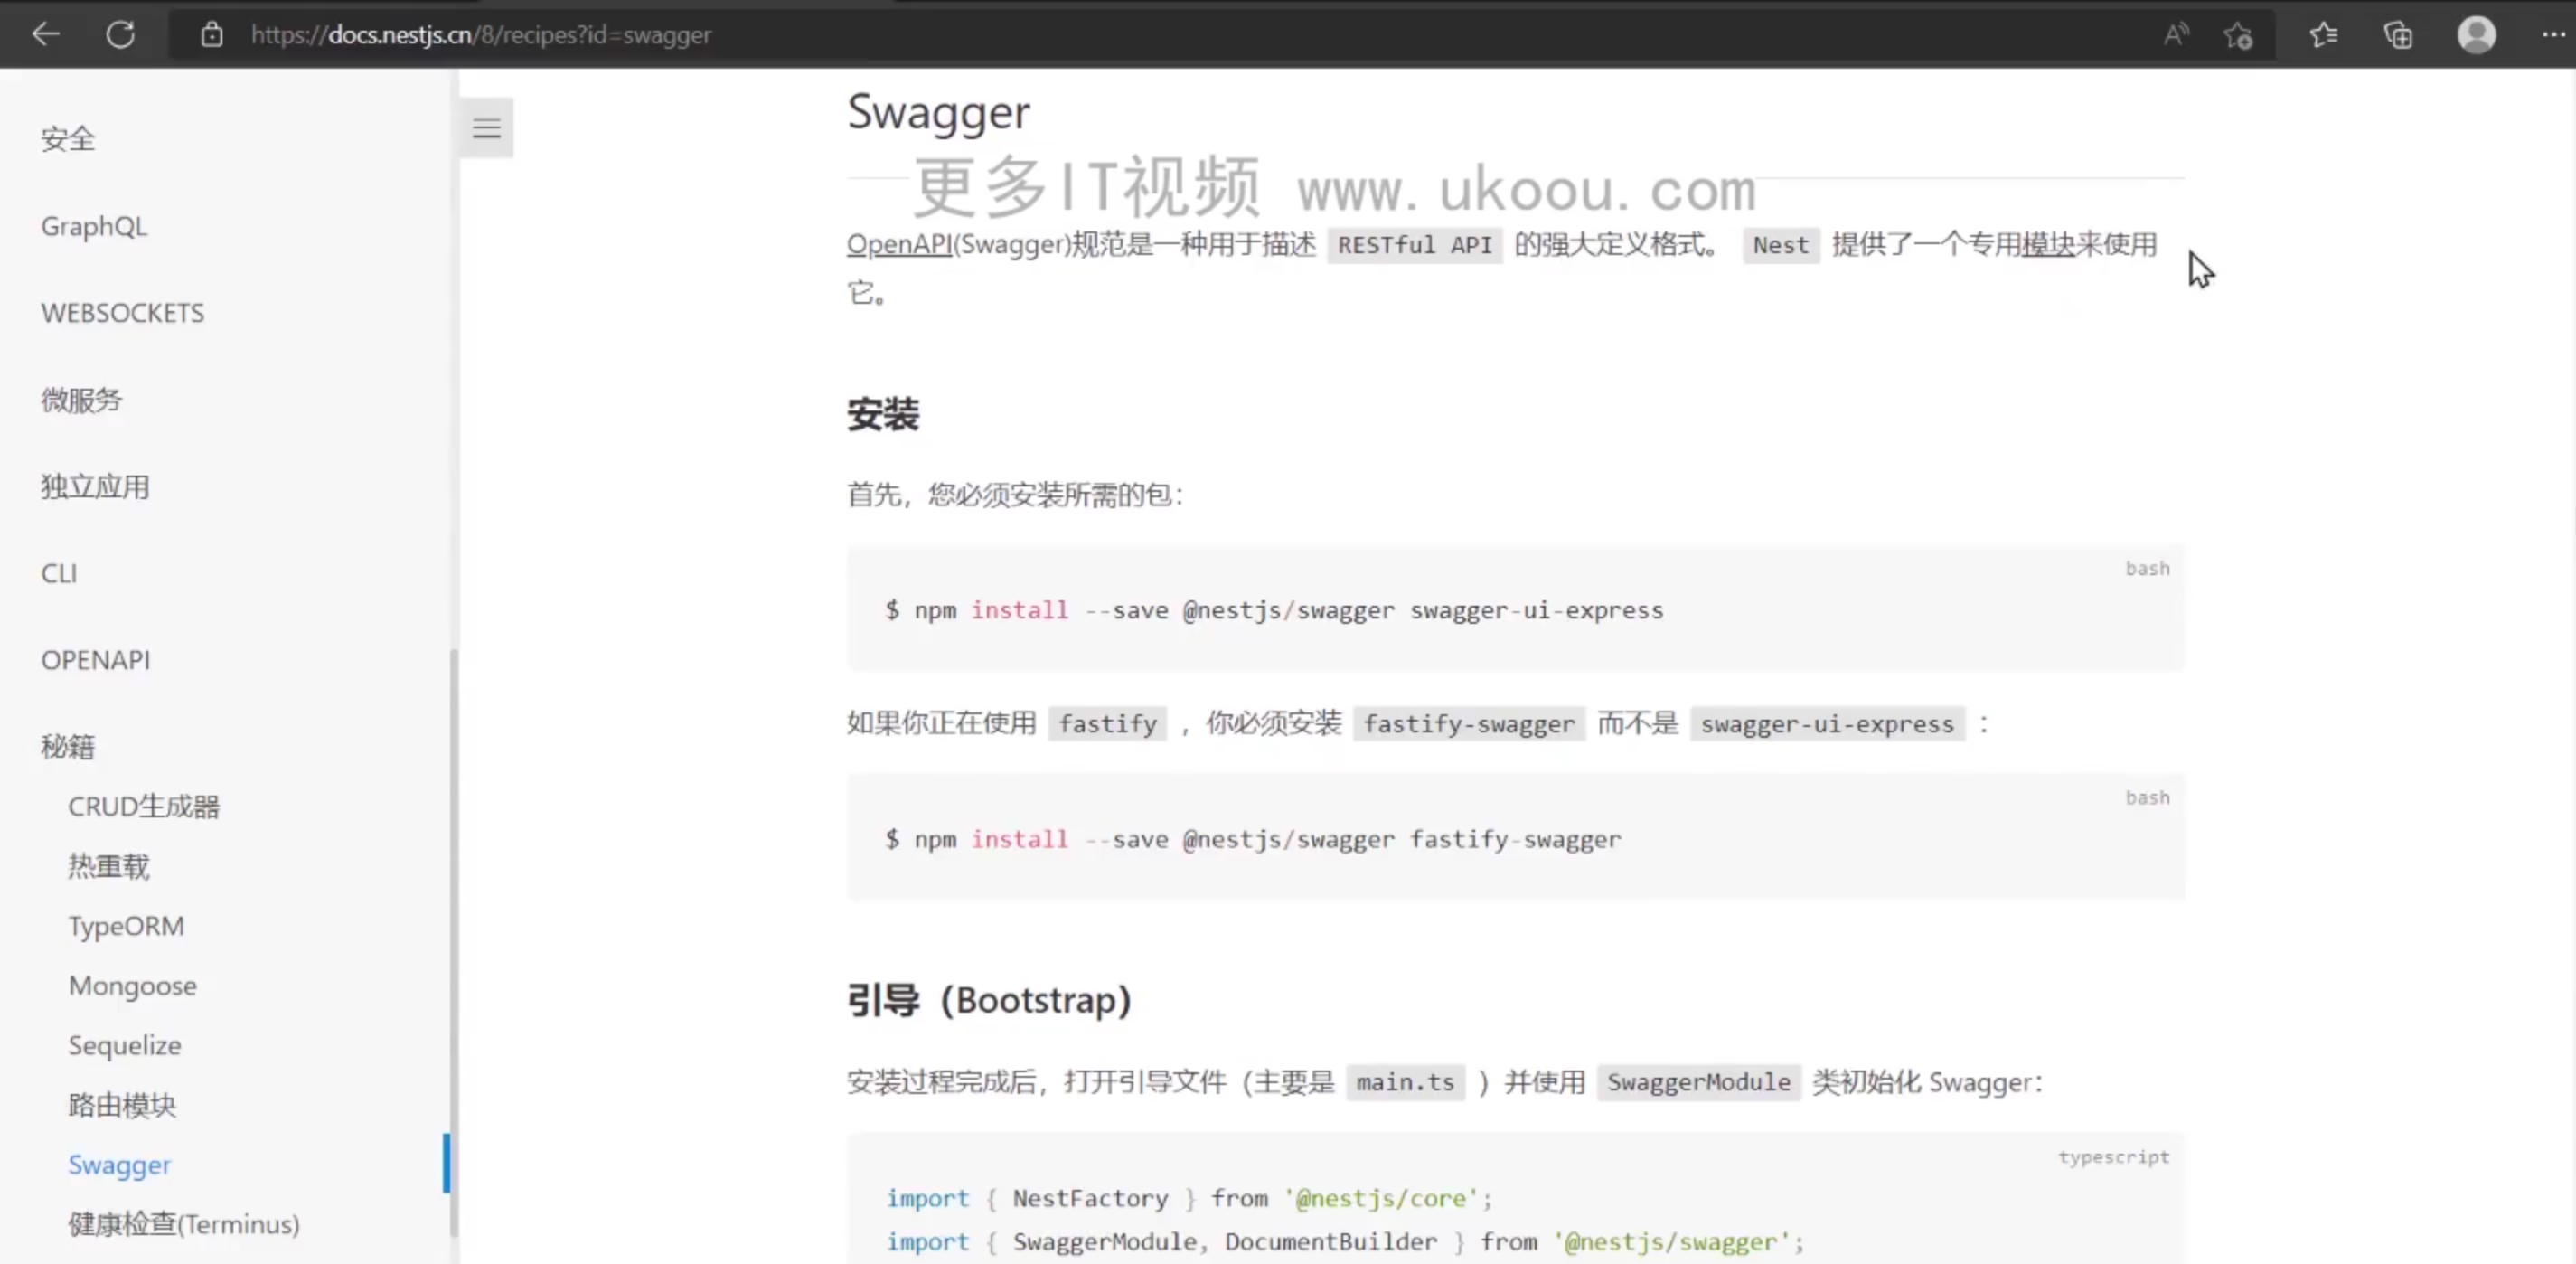 https://docs.nestjs.cn/8/recipes?id=swagger
安全
GraphQL
WEBSOCKETS
微服务
独立应用
CLI
OPENAPI
秘籍
CRUD生成器
热重载
TypeORM
Mongoose
Sequelize
路由模块
Swagger
健康检查(Terminus)
Swagger
更多IT视频 www.ukoou.com
OpenAPI(Swagger)规范是一种用于描述 RESTful API 的强大定义格式。 Nest 提供了一个专用模块来使用
它。
安装
首先，您必须安装所需的包：
bash
$ npm install --save @nestjs/swagger swagger-ui-express
如果你正在使用 fastify ，你必须安装 fastify-swagger 而不是 swagger-ui-express ：
bash
$ npm install --save @nestjs/swagger fastify-swagger
引导（Bootstrap）
安装过程完成后，打开引导文件（主要是 main.ts ）并使用 SwaggerModule 类初始化 Swagger：
typescript
import { NestFactory } from '@nestjs/core';
import { SwaggerModule, DocumentBuilder } from '@nestjs/swagger';